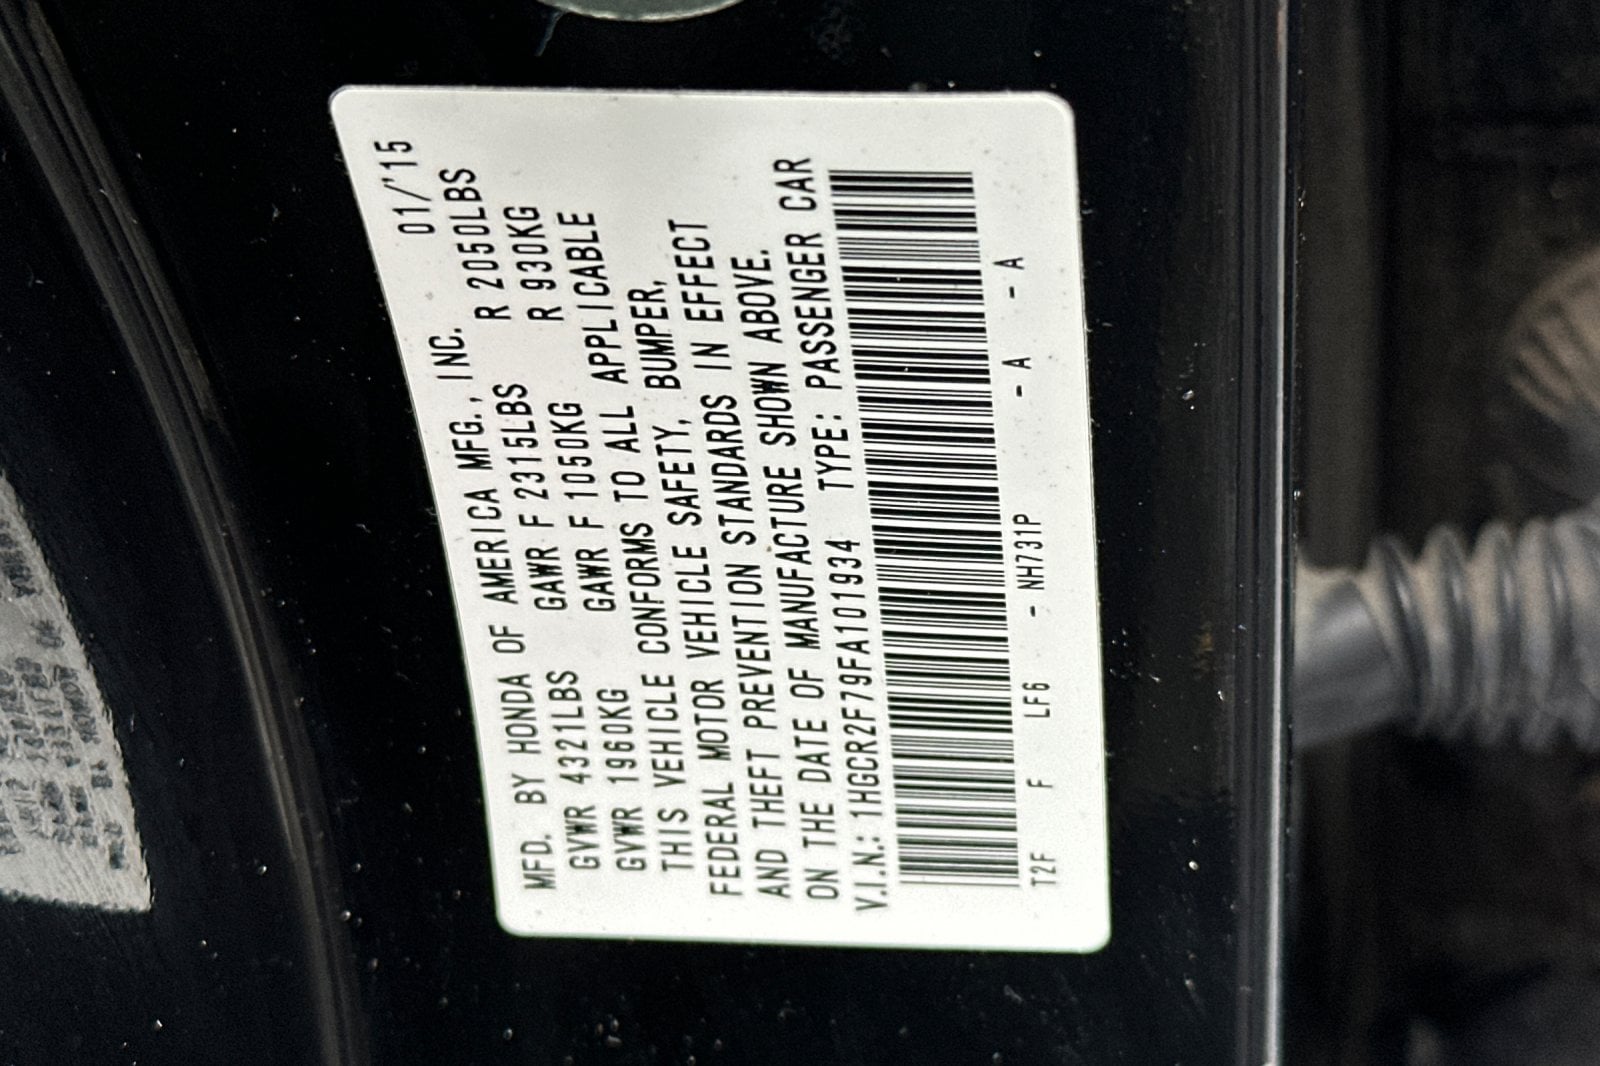 MFD. BY HONDA OF AMERICA MFG., INC. 01/'15
GVWR 4321LBS GAWR F 2315LBS R 2050LBS
GVWR 1960KG GAWR F 1050KG R 930KG
THIS VEHICLE CONFORMS TO ALL APPLICABLE
FEDERAL MOTOR VEHICLE SAFETY, BUMPER,
AND THEFT PREVENTION STANDARDS IN EFFECT
ON THE DATE OF MANUFACTURE SHOWN ABOVE.
V.I.N.: 1HGCR2F79FA101934 TYPE: PASSENGER CAR
T2F F LF6 - NH731P - A - A